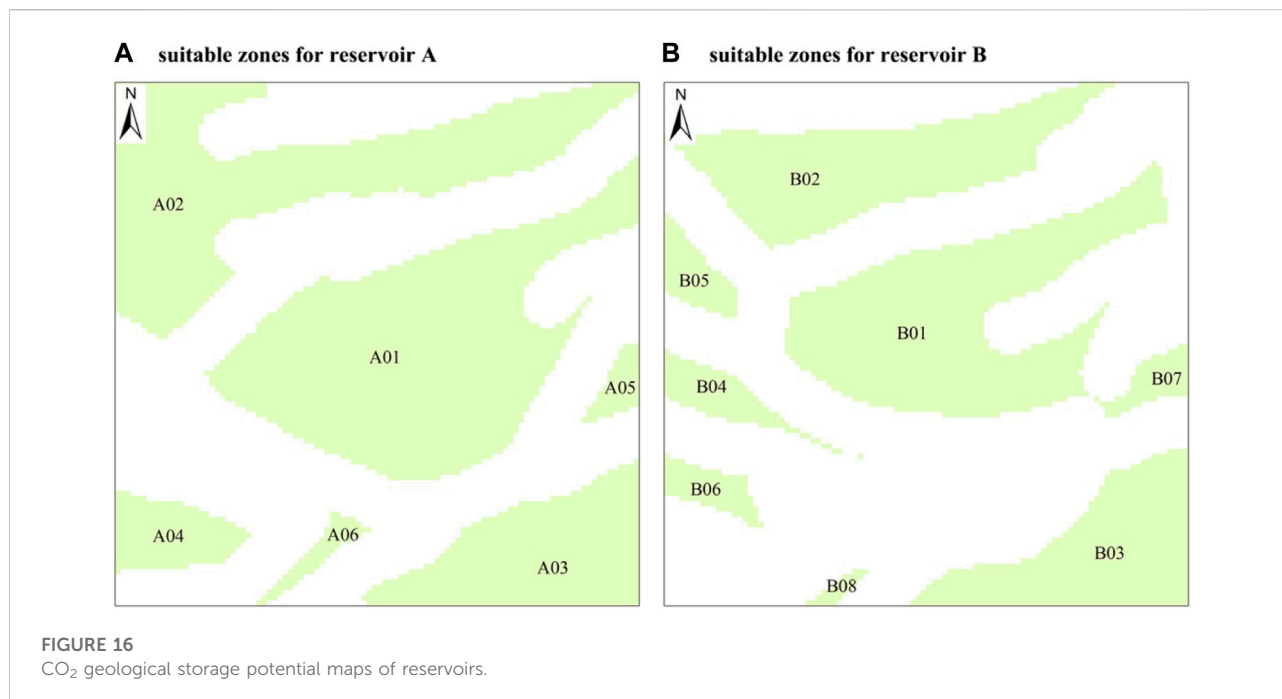 A suitable zones for reservoir A
B suitable zones for reservoir B
N
N
A02
B02
B05
A01
B01
A05
B04
B07
B06
A04
A06
A03
B03
B08
FIGURE 16
CO₂ geological storage potential maps of reservoirs.